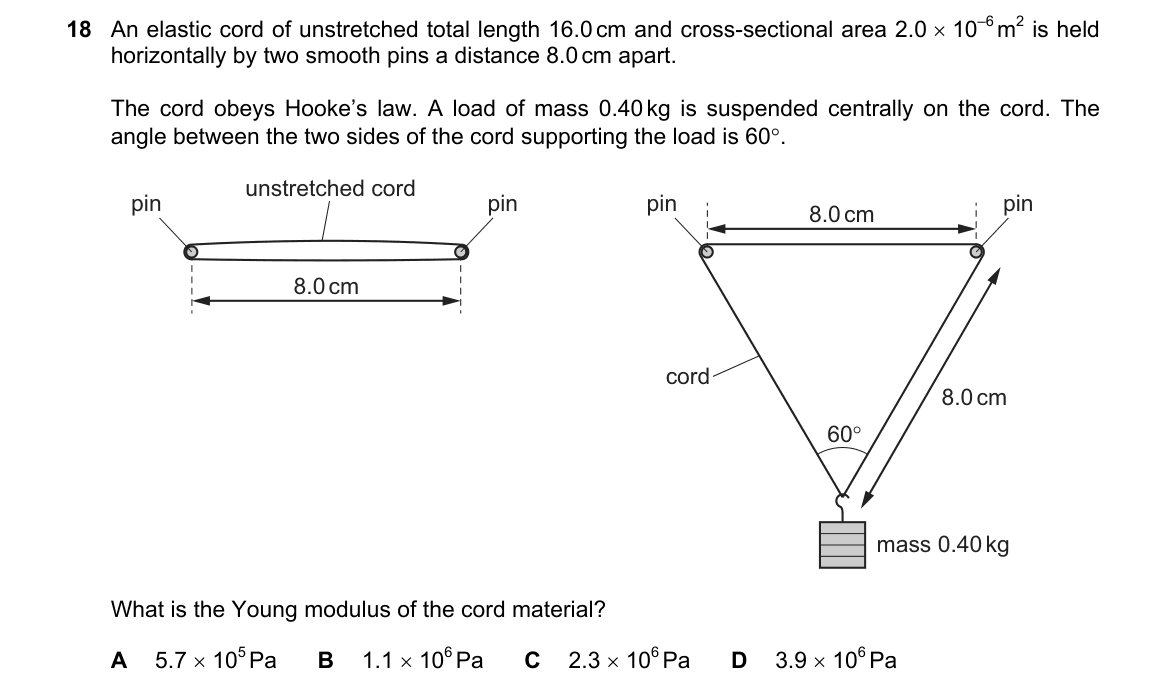 18 An elastic cord of unstretched total length 16.0 cm and cross-sectional area 2.0 × 10⁻⁶ m² is held
horizontally by two smooth pins a distance 8.0 cm apart.
The cord obeys Hooke’s law. A load of mass 0.40 kg is suspended centrally on the cord. The
angle between the two sides of the cord supporting the load is 60°.
unstretched cord
pin pin pin pin
8.0 cm
8.0 cm
cord
8.0 cm
60°
mass 0.40 kg
What is the Young modulus of the cord material?
A 5.7 × 10⁵ Pa B 1.1 × 10⁶ Pa C 2.3 × 10⁶ Pa D 3.9 × 10⁶ Pa